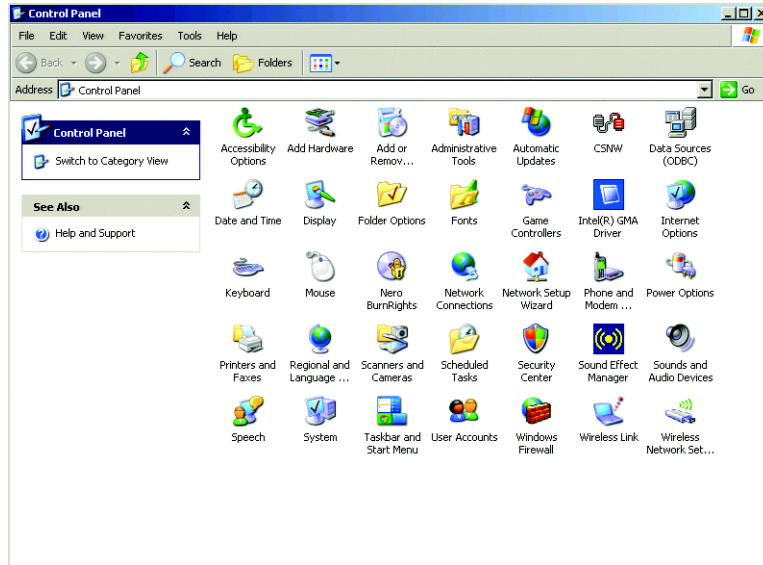 Control Panel
File Edit View Favorites Tools Help
Back Search Folders
Address Control Panel Go
Control Panel
Switch to Category View
See Also
Help and Support
Accessibility Options
Add Hardware
Add or Remov...
Administrative Tools
Automatic Updates
CSNW
Data Sources (ODBC)
Date and Time
Display
Folder Options
Fonts
Game Controllers
Intel(R) GMA Driver
Internet Options
Keyboard
Mouse
Nero BurnRights
Network Connections
Network Setup Wizard
Phone and Modem ...
Power Options
Printers and Faxes
Regional and Language ...
Scanners and Cameras
Scheduled Tasks
Security Center
Sound Effect Manager
Sounds and Audio Devices
Speech
System
Taskbar and Start Menu
User Accounts
Windows Firewall
Wireless Link
Wireless Network Set...